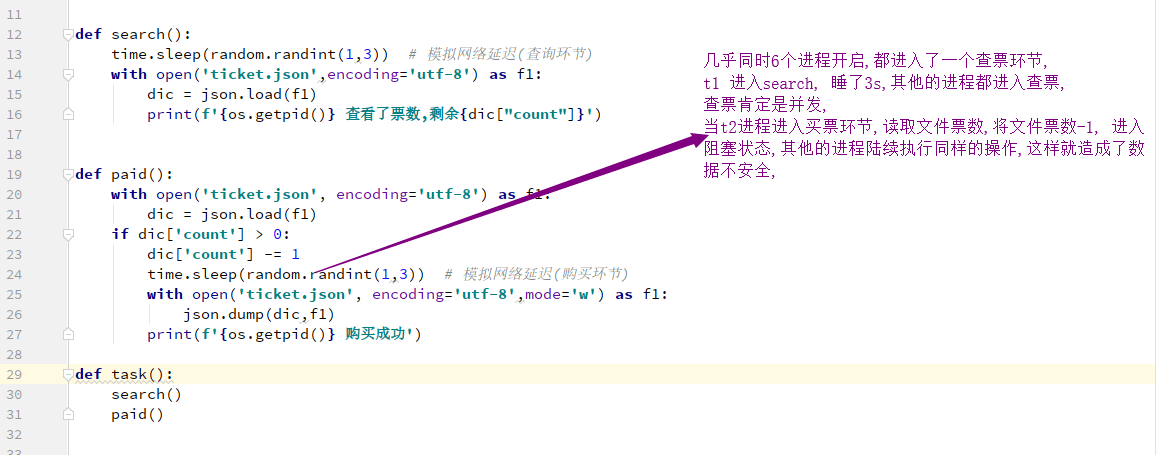 11
12 def search():
13 time.sleep(random.randint(1,3))  # 模拟网络延迟(查询环节)
14 with open('ticket.json',encoding='utf-8') as f1:
15 dic = json.load(f1)
16 print(f'{os.getpid()} 查看了票数,剩余{dic["count"]}')
17
18
19 def paid():
20 with open('ticket.json', encoding='utf-8') as f1:
21 dic = json.load(f1)
22 if dic['count'] > 0:
23 dic['count'] -= 1
24 time.sleep(random.randint(1,3))  # 模拟网络延迟(购买环节)
25 with open('ticket.json', encoding='utf-8',mode='w') as f1:
26 json.dump(dic,f1)
27 print(f'{os.getpid()} 购买成功')
28
29 def task():
30 search()
31 paid()
32
几乎同时6个进程开启,都进入了一个查票环节,
t1 进入search, 睡了3s,其他的进程都进入查票,
查票肯定是并发,
当t2进程进入买票环节,读取文件票数,将文件票数-1, 进入
阻塞状态,其他的进程陆续执行同样的操作,这样就造成了数
据不安全,